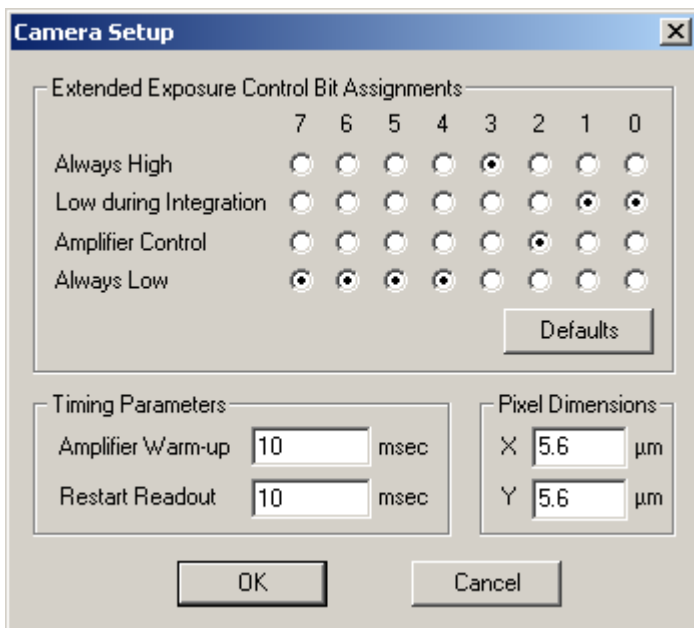 Camera Setup
Extended Exposure Control Bit Assignments
7 6 5 4 3 2 1 0
Always High
Low during Integration
Amplifier Control
Always Low
Defaults
Timing Parameters
Amplifier Warm-up 10 msec
Restart Readout 10 msec
Pixel Dimensions
X 5.6 µm
Y 5.6 µm
OK
Cancel